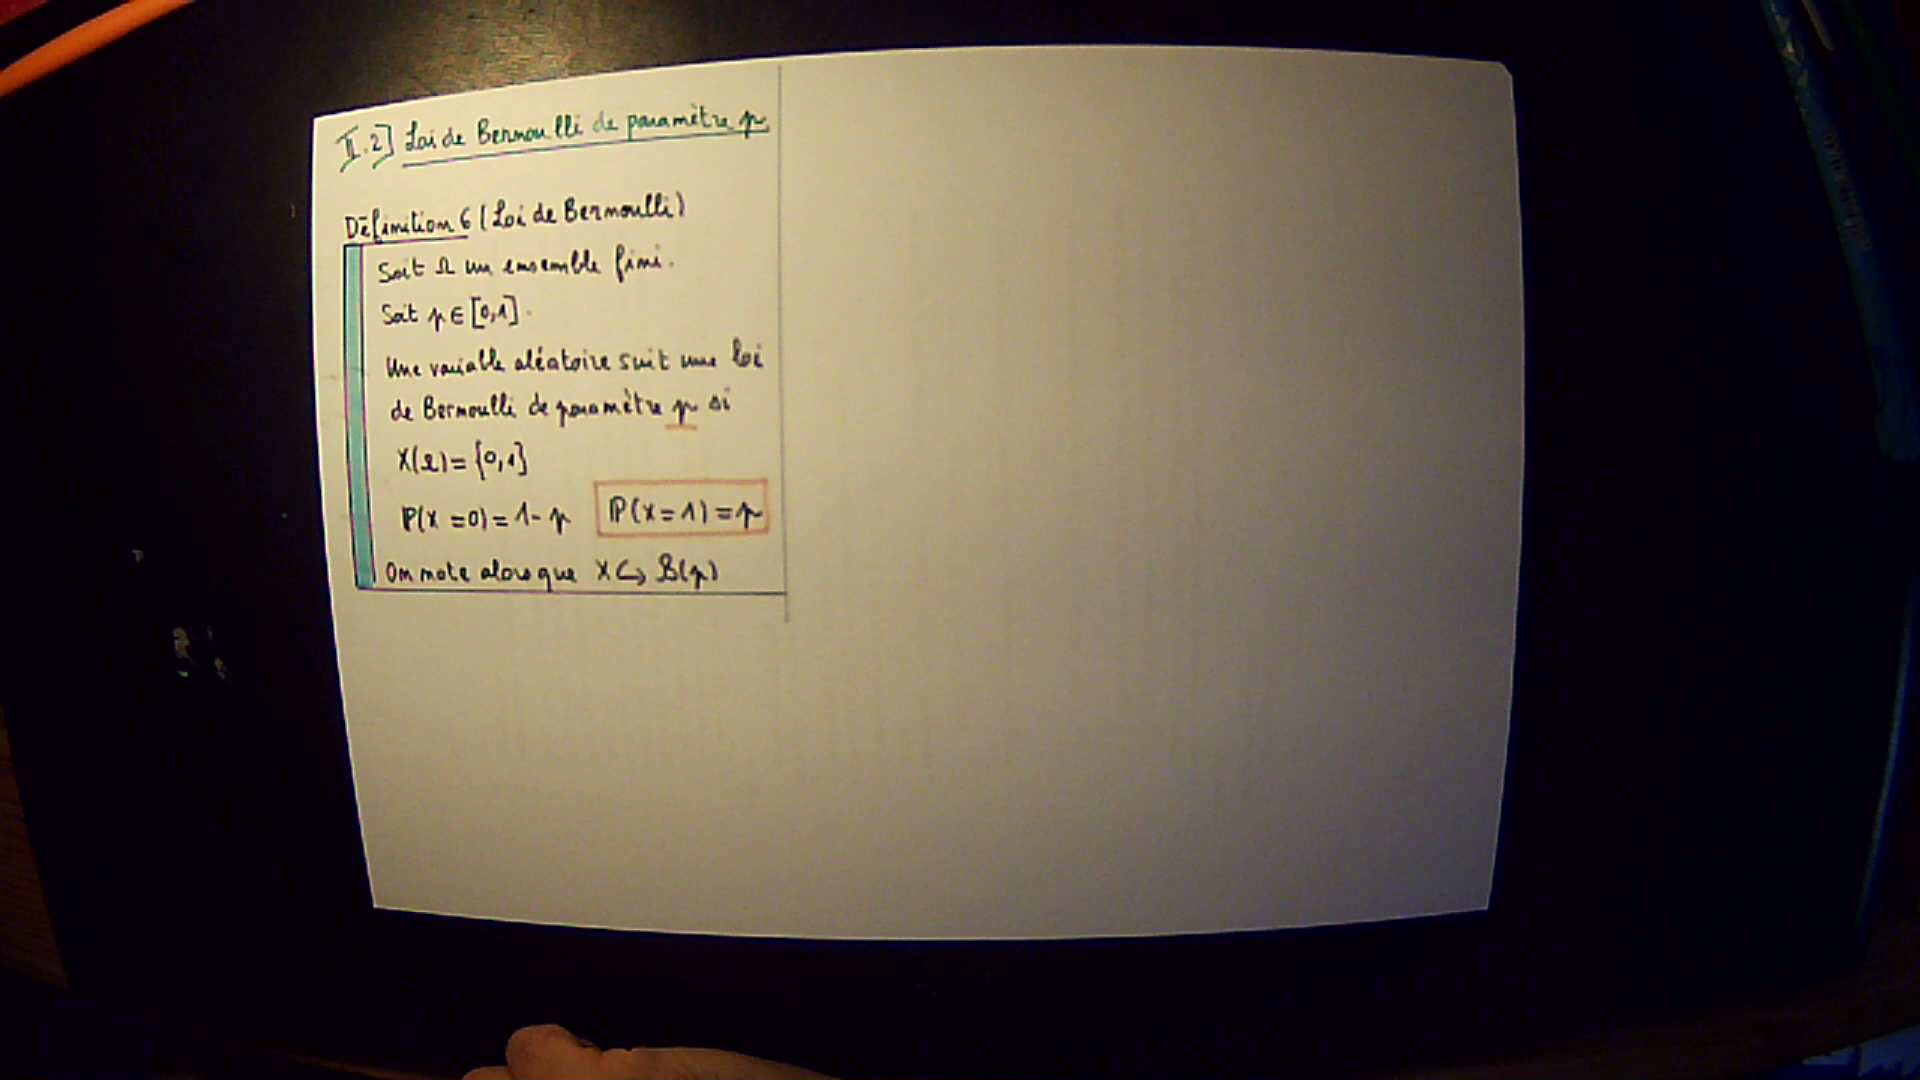 II.2] Loi de Bernoulli de paramètre p
Définition 6 (Loi de Bernoulli)
Soit Ω un ensemble fini.
Soit p ∈ [0,1].
Une variable aléatoire suit une loi
de Bernoulli de paramètre p si
X(Ω) = {0,1}
ℙ(X = 0) = 1 - p ℙ(X = 1) = p
On note alors que X ↪ B(p)